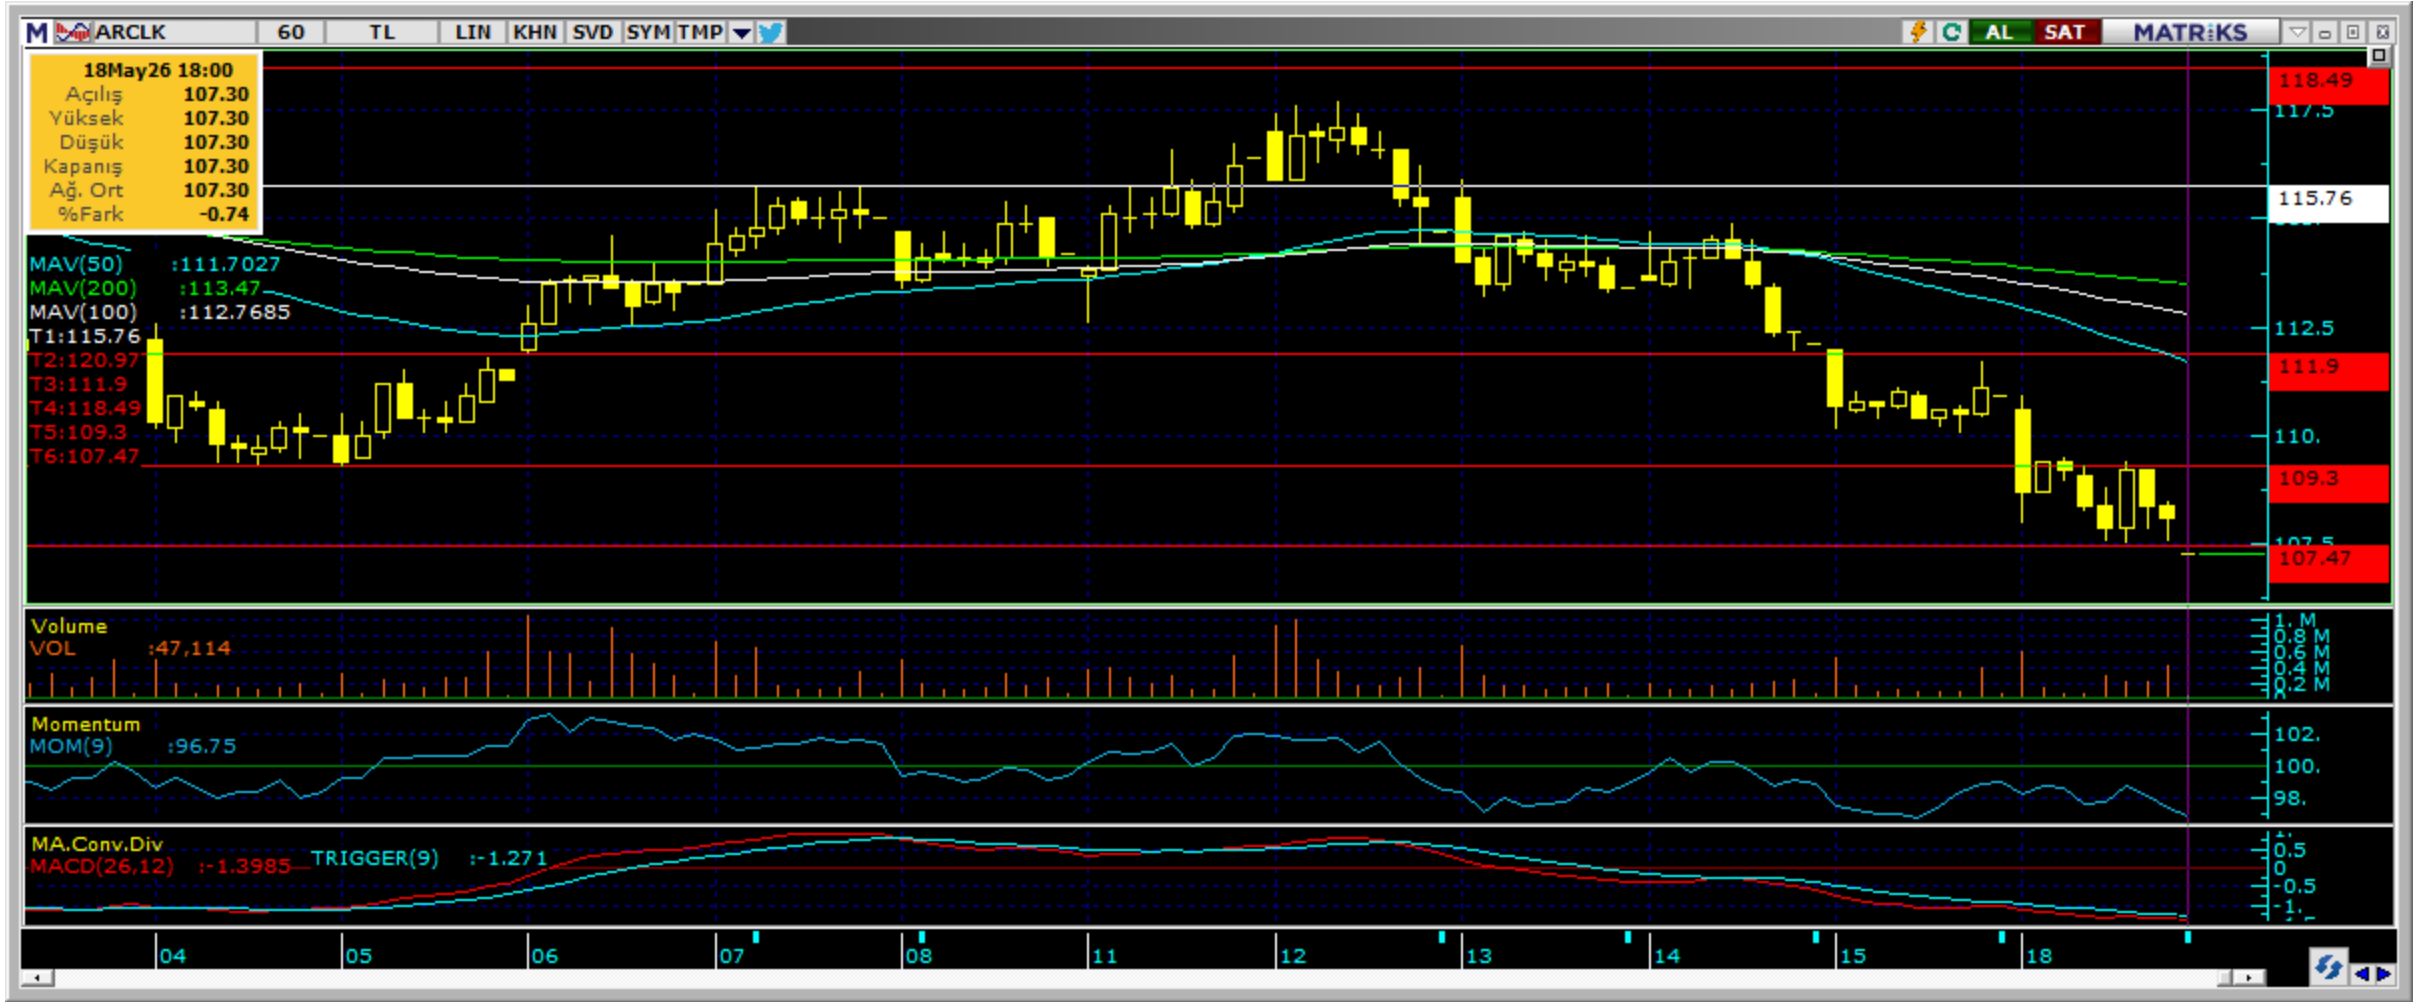 M ARCLK 60 TL LIN KHN SVD SYM TMP AL SAT MATRiKS
18May26 18:00
Açılış 107.30
Yüksek 107.30
Düşük 107.30
Kapanış 107.30
Ağ. Ort 107.30
%Fark -0.74
MAV(50) :111.7027
MAV(200) :113.47
MAV(100) :112.7685
T1:115.76
T2:120.97
T3:111.9
T4:118.49
T5:109.3
T6:107.47
118.49
117.5
115.76
112.5
111.9
110.
109.3
107.5
107.47
Volume
VOL :47,114
1. M
0.8 M
0.6 M
0.4 M
0.2 M
0
Momentum
MOM(9) :96.75
102.
100.
98.
MA.Conv.Div
MACD(26,12) :-1.3985 TRIGGER(9) :-1.271
1.
0.5
0
-0.5
-1.
04 05 06 07 08 11 12 13 14 15 18